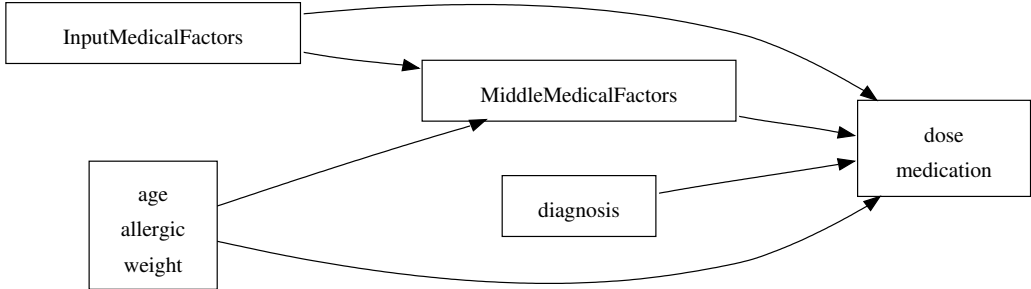 InputMedicalFactors
MiddleMedicalFactors
dose
medication
age
allergic
weight
diagnosis